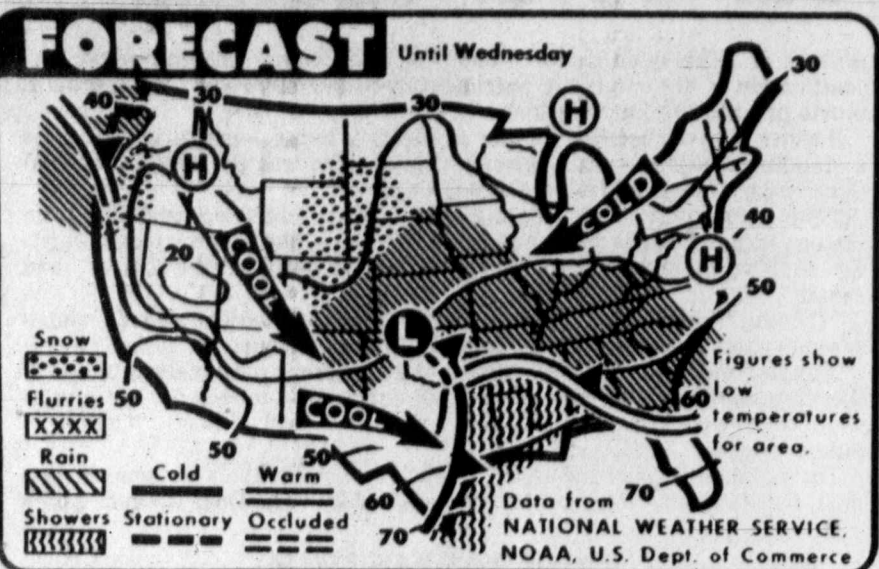 FORECAST
Until Wednesday
40
30
30
30
H
H
COLD
40
H
50
COOL
20
L
Snow
Flurries
XXXX
Rain
Showers
50
50
Cold
Warm
Stationary
Occluded
COOL
50
60
70
Figures show
low
60
temperatures
for area.
70
Data from
NATIONAL WEATHER SERVICE,
NOAA, U.S. Dept. of Commerce